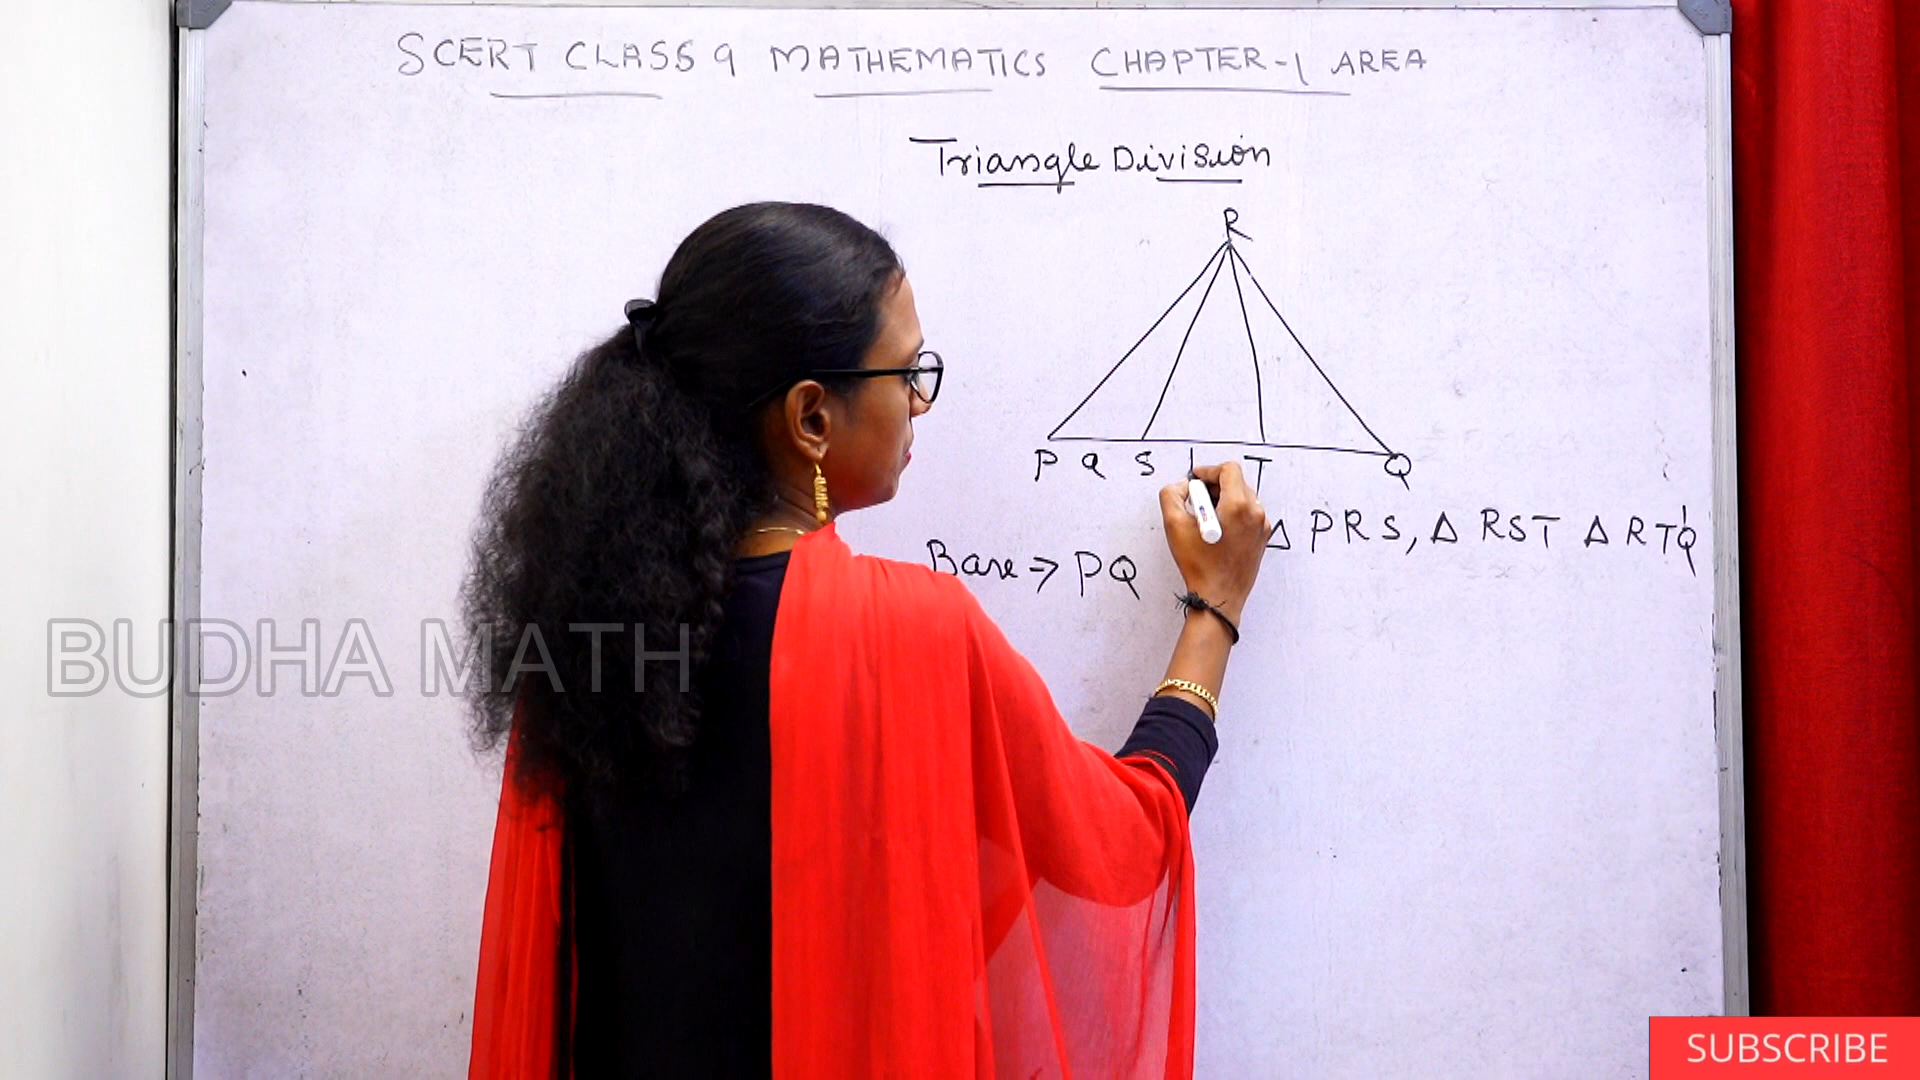 SCERT CLASS 9 MATHEMATICS CHAPTER-1 AREA
Triangle Division
R
P a S T Q
Δ PRS, Δ RST Δ RTQ
Base → PQ
BUDHA MATH
SUBSCRIBE